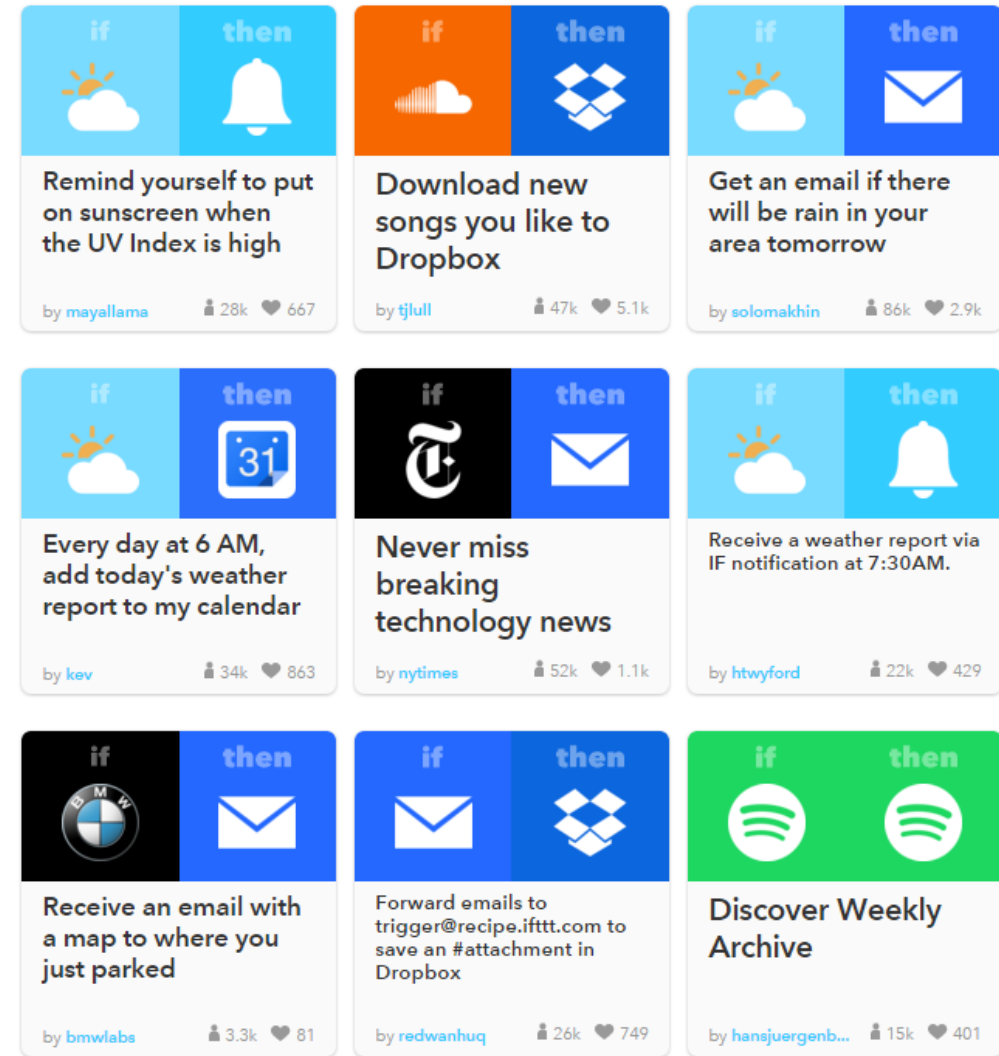 if then
Remind yourself to put
on sunscreen when
the UV Index is high
by mayallama 28k 667
if then
Download new
songs you like to
Dropbox
by tjlull 47k 5.1k
if then
Get an email if there
will be rain in your
area tomorrow
by solomakhin 86k 2.9k
if then
31
Every day at 6 AM,
add today's weather
report to my calendar
by kev 34k 863
if then
T
Never miss
breaking
technology news
by nytimes 52k 1.1k
if then
Receive a weather report via
IF notification at 7:30AM.
by htwyford 22k 429
if then
BMW
Receive an email with
a map to where you
just parked
by bmwlabs 3.3k 81
if then
Forward emails to
trigger@recipe.ifttt.com to
save an #attachment in
Dropbox
by redwanhuq 26k 749
if then
Discover Weekly
Archive
by hansjuergenb... 15k 401